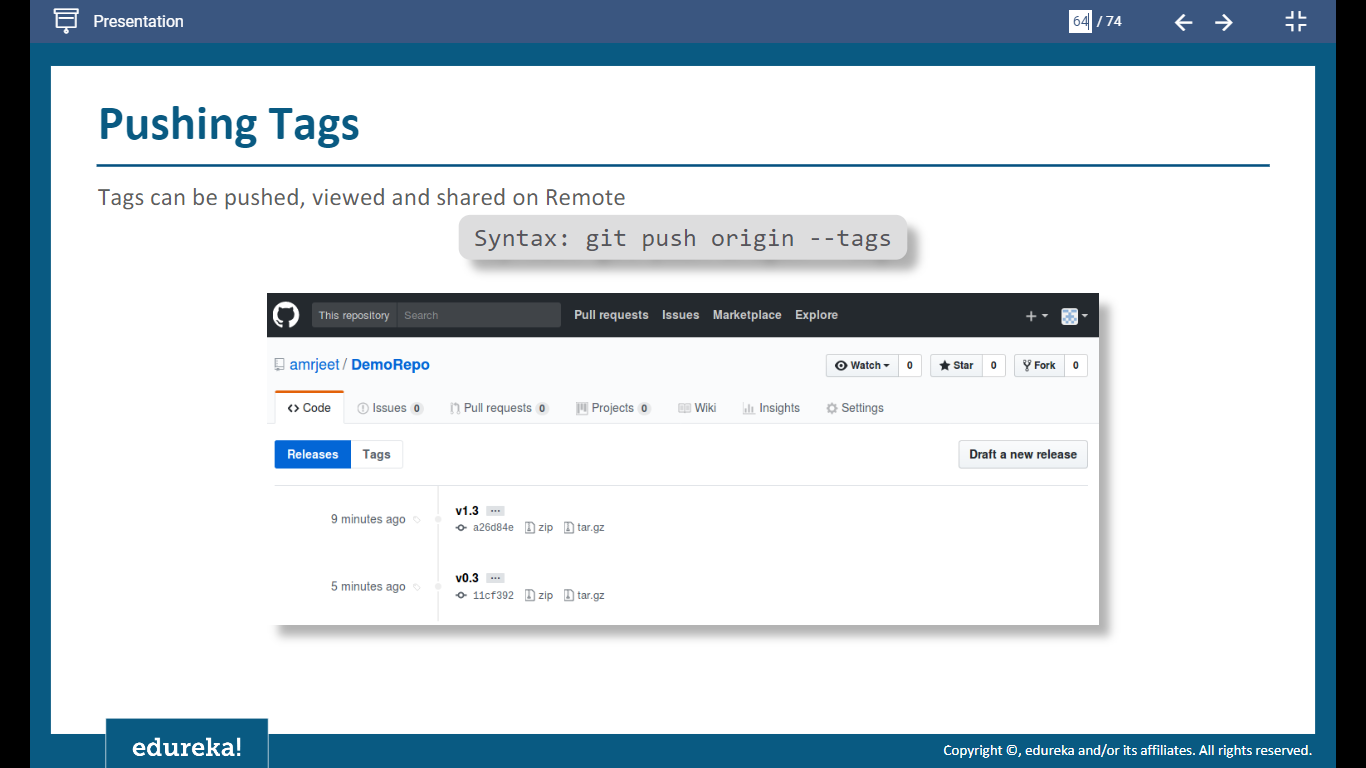 Presentation
64 / 74
Pushing Tags
Tags can be pushed, viewed and shared on Remote
Syntax: git push origin --tags
This repository Search Pull requests Issues Marketplace Explore
amrjeet / DemoRepo
Watch 0 Star 0 Fork 0
Code Issues 0 Pull requests 0 Projects 0 Wiki Insights Settings
Releases Tags Draft a new release
9 minutes ago v1.3 ...
a26d84e zip tar.gz
5 minutes ago v0.3 ...
11cf392 zip tar.gz
edureka!
Copyright ©, edureka and/or its affiliates. All rights reserved.